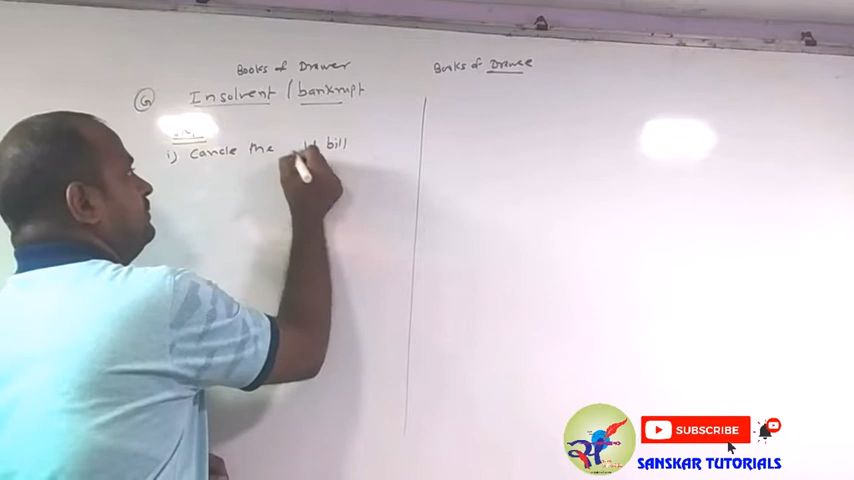 Books of Drawer
Books of Drawee
G Insolvent / bankrupt
i) Cancle the bill
SUBSCRIBE
SANSKAR TUTORIALS